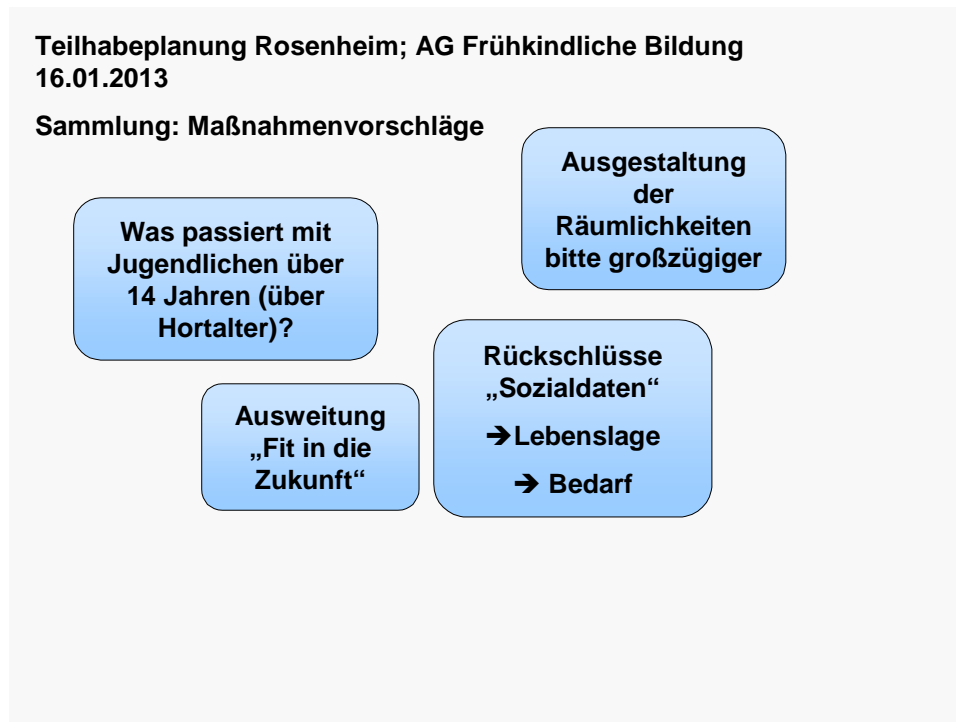 Teilhabeplanung Rosenheim; AG Frühkindliche Bildung
16.01.2013
Sammlung: Maßnahmenvorschläge
Ausgestaltung
der
Räumlichkeiten
bitte großzügiger
Was passiert mit
Jugendlichen über
14 Jahren (über
Hortalter)?
Rückschlüsse
„Sozialdaten“
➔Lebenslage
➔ Bedarf
Ausweitung
„Fit in die
Zukunft“